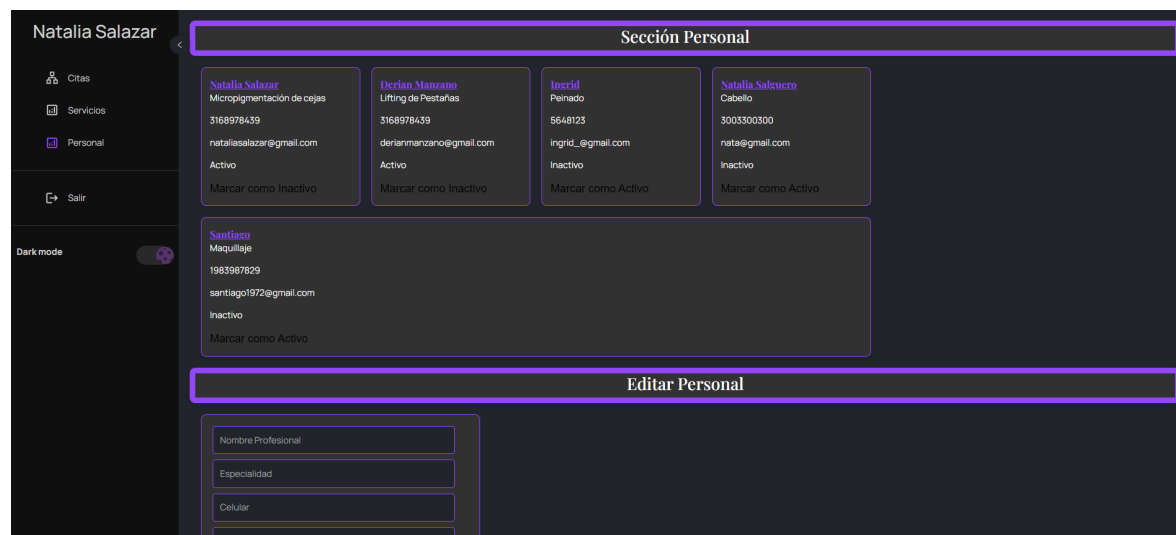 Natalia Salazar
Citas
Servicios
Personal
Salir
Dark mode
Sección Personal
Natalia Salazar
Micropigmentación de cejas
3168978439
nataliasalazar@gmail.com
Activo
Marcar como Inactivo
Derian Manzano
Lifting de Pestañas
3168978439
derianmanzano@gmail.com
Activo
Marcar como Inactivo
Ingrid
Peinado
5648123
ingrid_@gmail.com
Inactivo
Marcar como Activo
Natalia Salguero
Cabello
3003300300
nata@gmail.com
Inactivo
Marcar como Activo
Santiago
Maquillaje
1983987829
santiago1972@gmail.com
Inactivo
Marcar como Activo
Editar Personal
Nombre Profesional
Especialidad
Celular